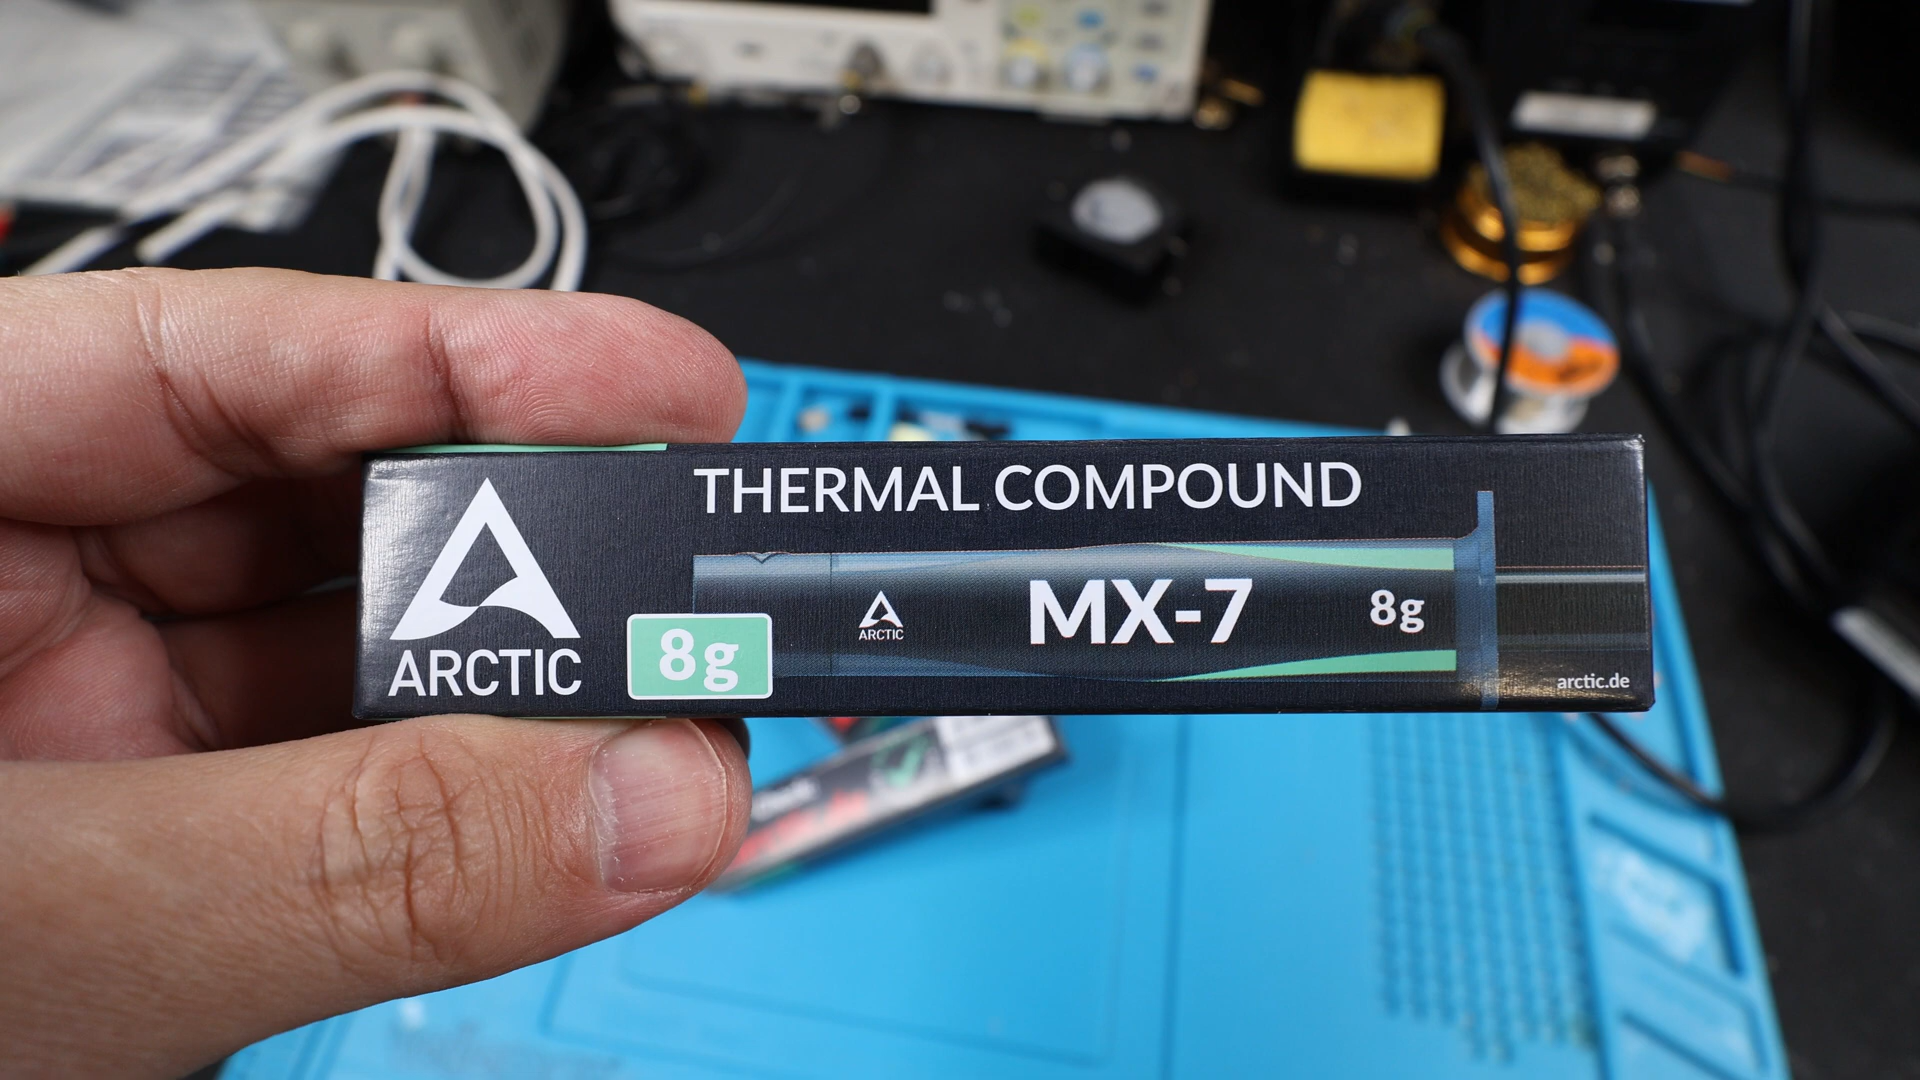 THERMAL COMPOUND
ARCTIC
8g
ARCTIC
MX-7
8g
arctic.de